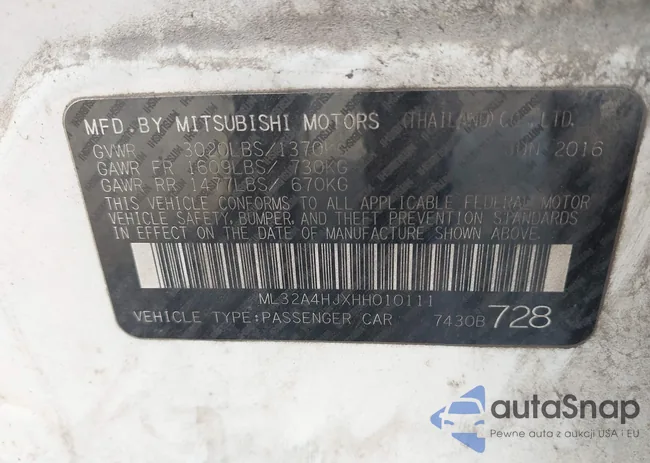 MFD.BY MITSUBISHI MOTORS (THAILAND) CO.,LTD.
GVWR 3020LBS/1370KG JUN 2016
GAWR FR 1609LBS/ 730KG
GAWR RR 1477LBS/ 670KG
THIS VEHICLE CONFORMS TO ALL APPLICABLE FEDERAL MOTOR
VEHICLE SAFETY, BUMPER, AND THEFT PREVENTION STANDARDS
IN EFFECT ON THE DATE OF MANUFACTURE SHOWN ABOVE.
ML32A4HJXHH010111
VEHICLE TYPE:PASSENGER CAR 7430B 728
autaSnap
Pewne auta z aukcji USA i EU